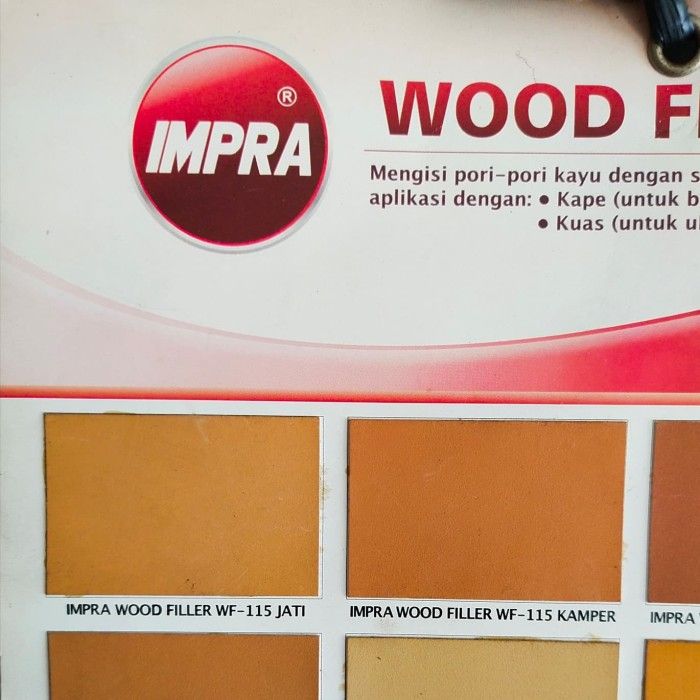 IMPRA ®
WOOD
Mengisi pori-pori kayu dengan
aplikasi dengan: • Kape (untuk
• Kuas (untuk
IMPRA WOOD FILLER WF-115 JATI
IMPRA WOOD FILLER WF-115 KAMPER
IMPRA